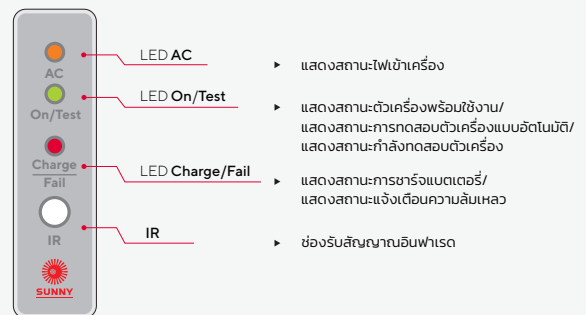 AC
On/Test
Charge
Fail
IR
SUNNY
LED AC
▸ แสดงสถานะไฟเข้าเครื่อง
LED On/Test
▸ แสดงสถานะตัวเครื่องพร้อมใช้งาน/
แสดงสถานะการทดสอบตัวเครื่องแบบอัตโนมัติ/
แสดงสถานะกำลังทดสอบตัวเครื่อง
LED Charge/Fail
▸ แสดงสถานะการชาร์จแบตเตอรี่/
แสดงสถานะแจ้งเตือนความล้มเหลว
IR
▸ ช่องรับสัญญาณอินฟาเรด